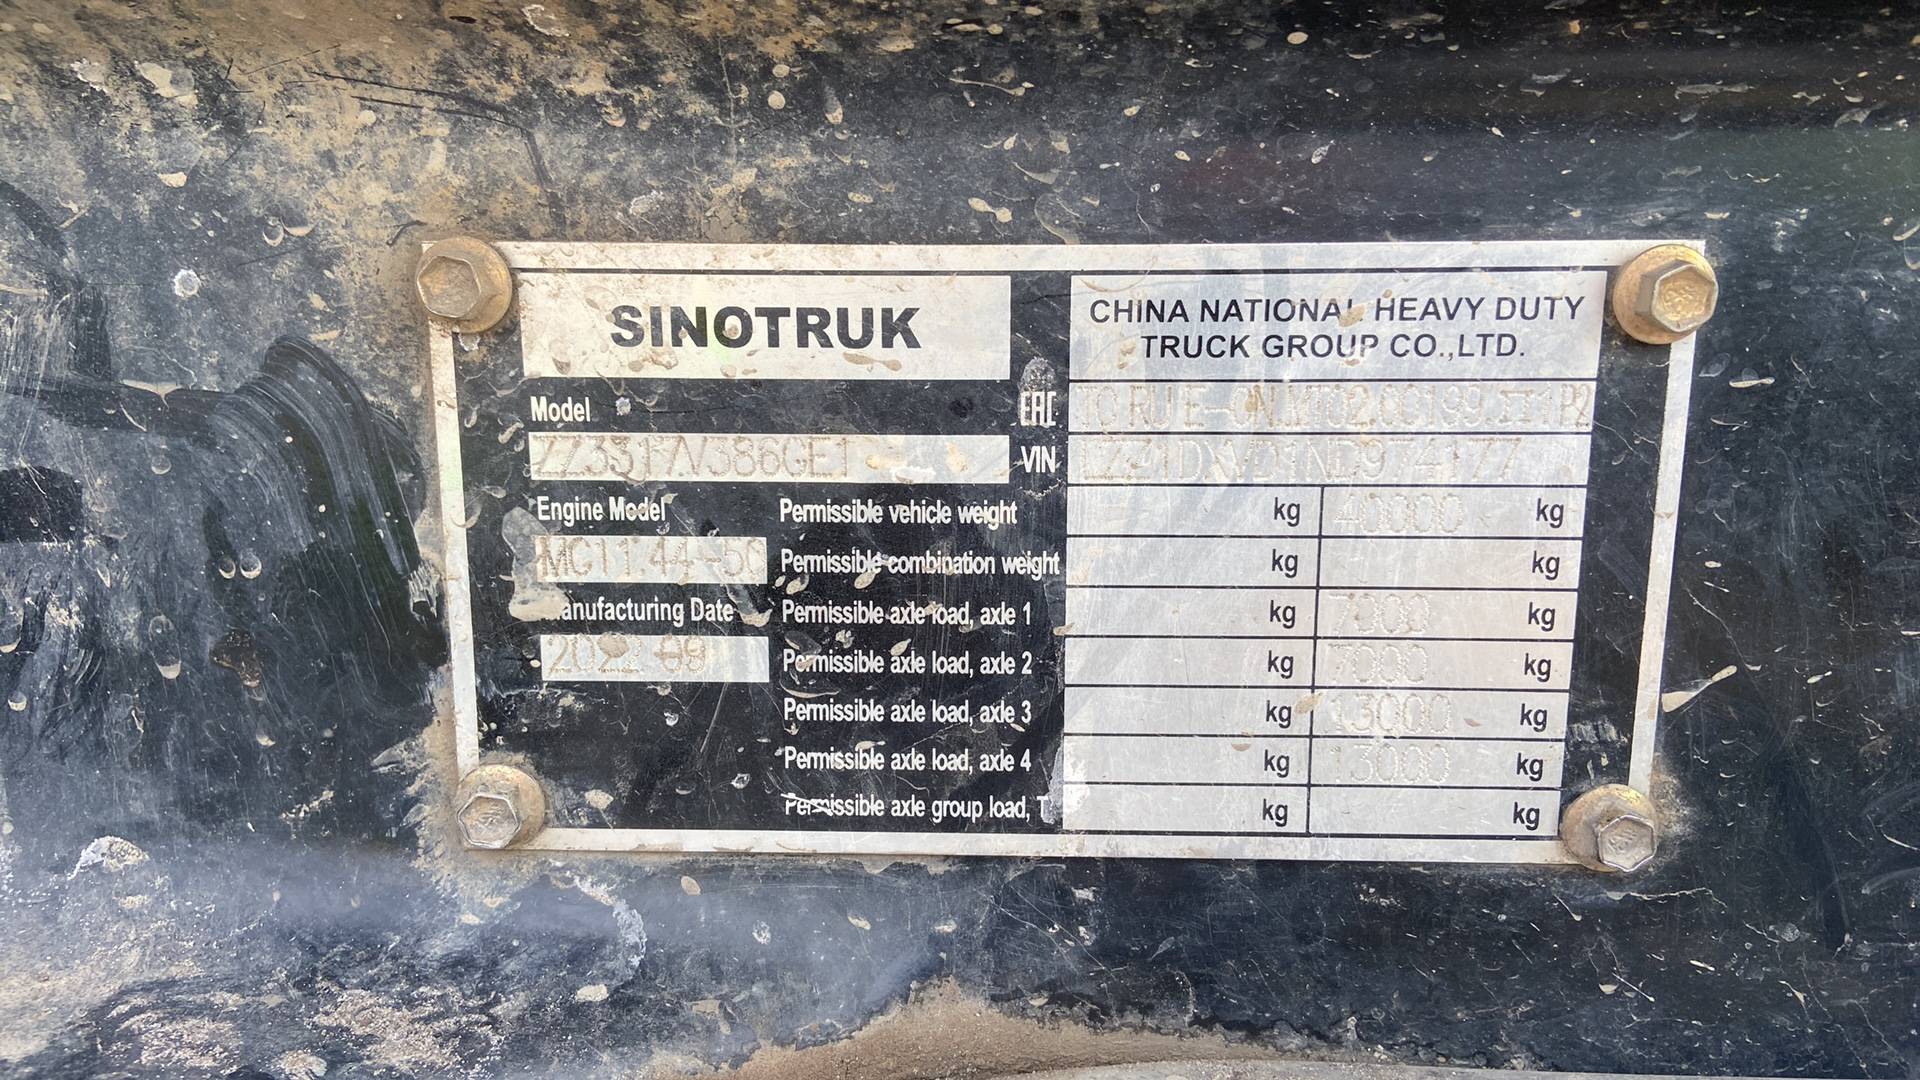 SINOTRUK
CHINA NATIONAL HEAVY DUTY
TRUCK GROUP CO.,LTD.
Model
ZZ3317V386GE1
EAC
VIN
Engine Model
MC11.44-50
Manufacturing Date
2022 09
Permissible vehicle weight kg 40000 kg
Permissible combination weight kg kg
Permissible axle load, axle 1 kg 7000 kg
Permissible axle load, axle 2 kg 7000 kg
Permissible axle load, axle 3 kg 13000 kg
Permissible axle load, axle 4 kg 13000 kg
Permissible axle group load, T kg kg